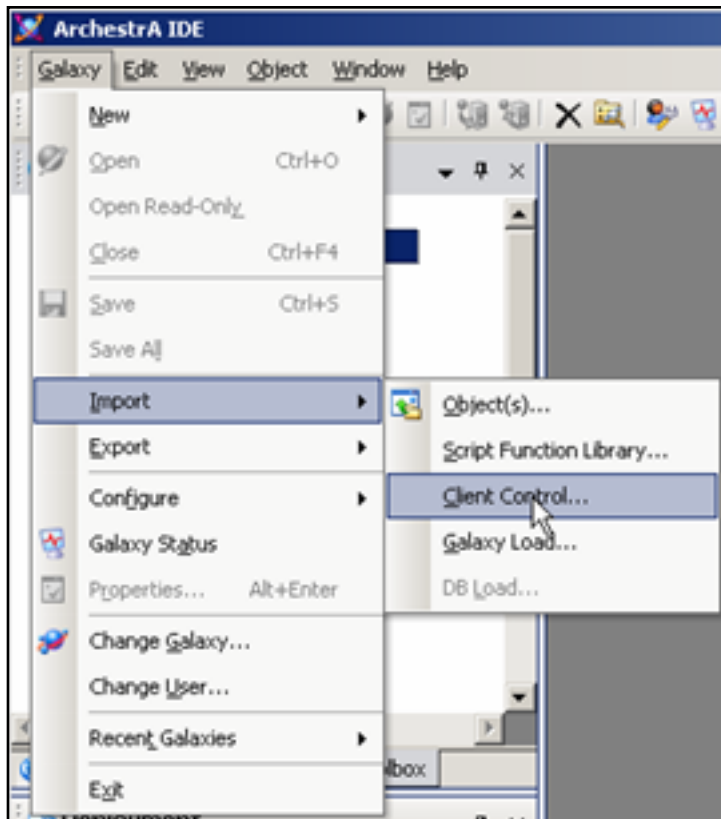 ArchestrA IDE
Galaxy Edit View Object Window Help
New
Open Ctrl+O
Open Read-Only
Close Ctrl+F4
Save Ctrl+S
Save All
Import
Object(s)...
Export
Script Function Library...
Configure
Client Control...
Galaxy Status
Galaxy Load...
Properties... Alt+Enter
DB Load...
Change Galaxy...
Change User...
Recent Galaxies
Exit